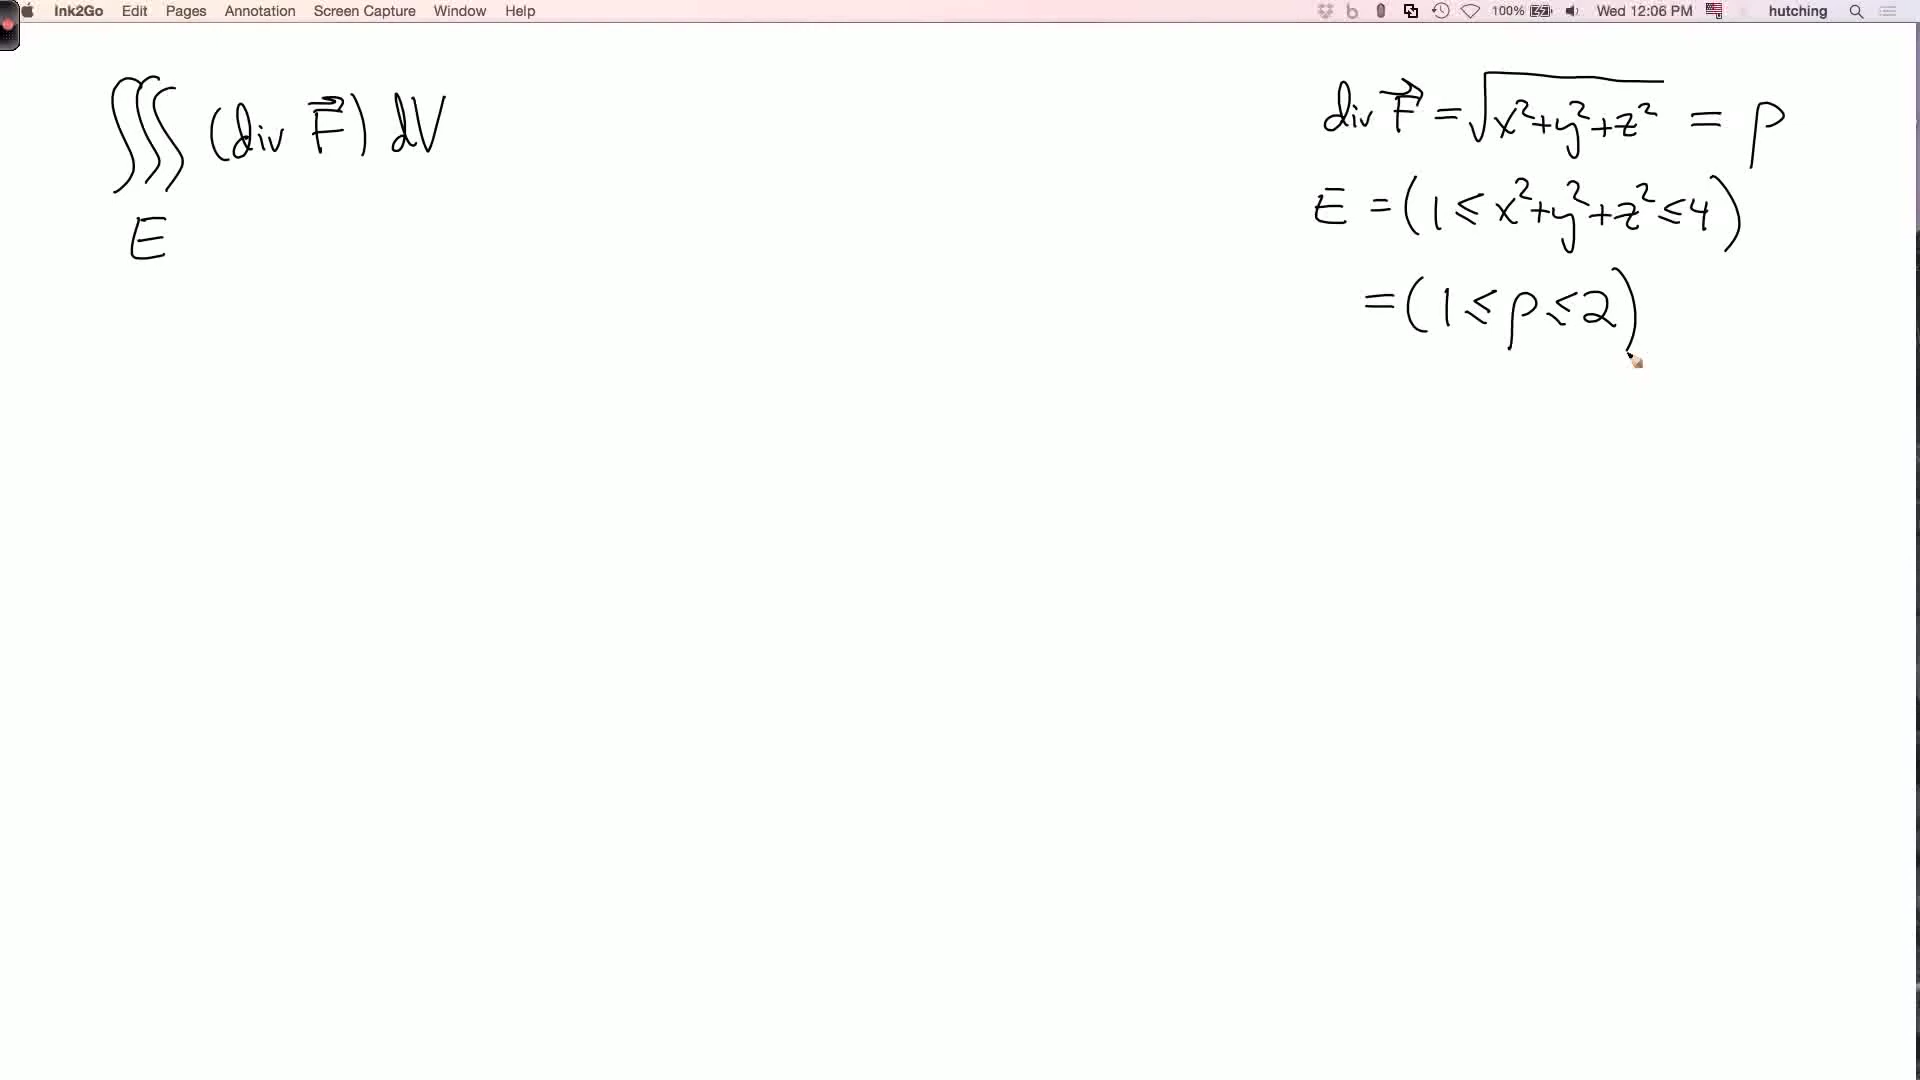 Ink2Go Edit Pages Annotation Screen Capture Window Help 100% Wed 12:06 PM hutching
∭ (div F⃗) dV
E
div F⃗ = √x²+y²+z² = ρ
E = (1 ≤ x²+y²+z² ≤ 4)
= (1 ≤ ρ ≤ 2)